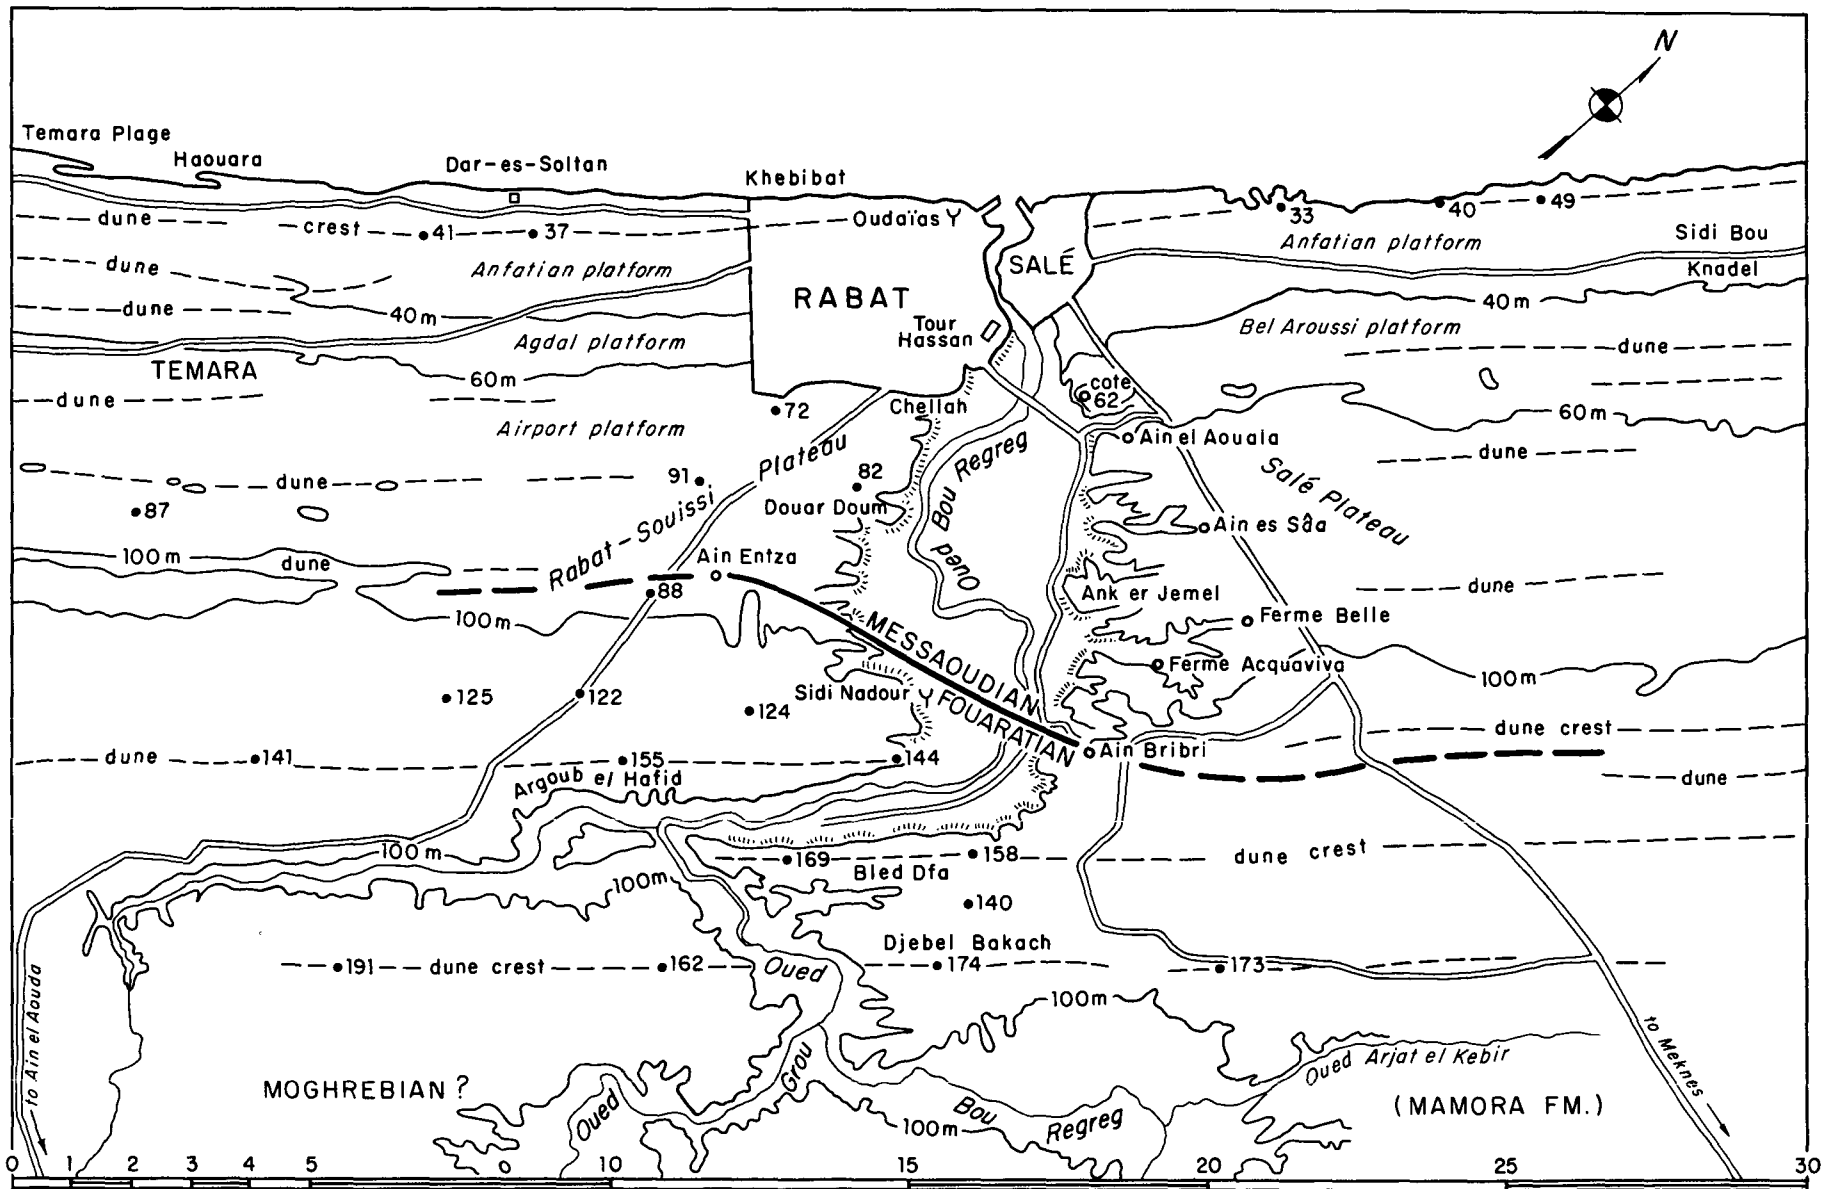 N
Temara Plage
Haouara
Dar-es-Soltan
Khebibat
Oudaïas
33
40
49
dune
crest
41
37
Anfatian platform
Anfatian platform
Sidi Bou
Knadel
dune
SALÉ
RABAT
dune
40m
40m
Tour
Hassan
Agdal platform
Bel Aroussi platform
dune
TEMARA
60m
cote
62
dune
72
Chellah
60m
Airport platform
Ain el Aouala
dune
Plateau
Regreg
Bou
Oued
Salé Plateau
dune
91
82
87
Douar Doum
Ain es Sâa
Rabat-Souissi
100m
dune
Ain Entza
88
Ank er Jemel
dune
100m
Ferme Belle
MESSAOUDIAN
FOUARATIAN
Ferme Acquaviva
100m
125
122
124
Sidi Nadour
dune crest
Ain Bribri
dune
141
155
144
dune
Argoub el Hafid
100m
169
158
dune crest
Bled Dfa
100m
140
Djebel Bakach
191
dune crest
162
Oued
174
173
100m
to Ain el Aouda
Grou
Oued
MOGHREBIAN ?
Bou
Regreg
100m
Oued Arjat el Kebir
(MAMORA FM.)
to Meknes
0 1 2 3 4 5 10 15 20 25 30